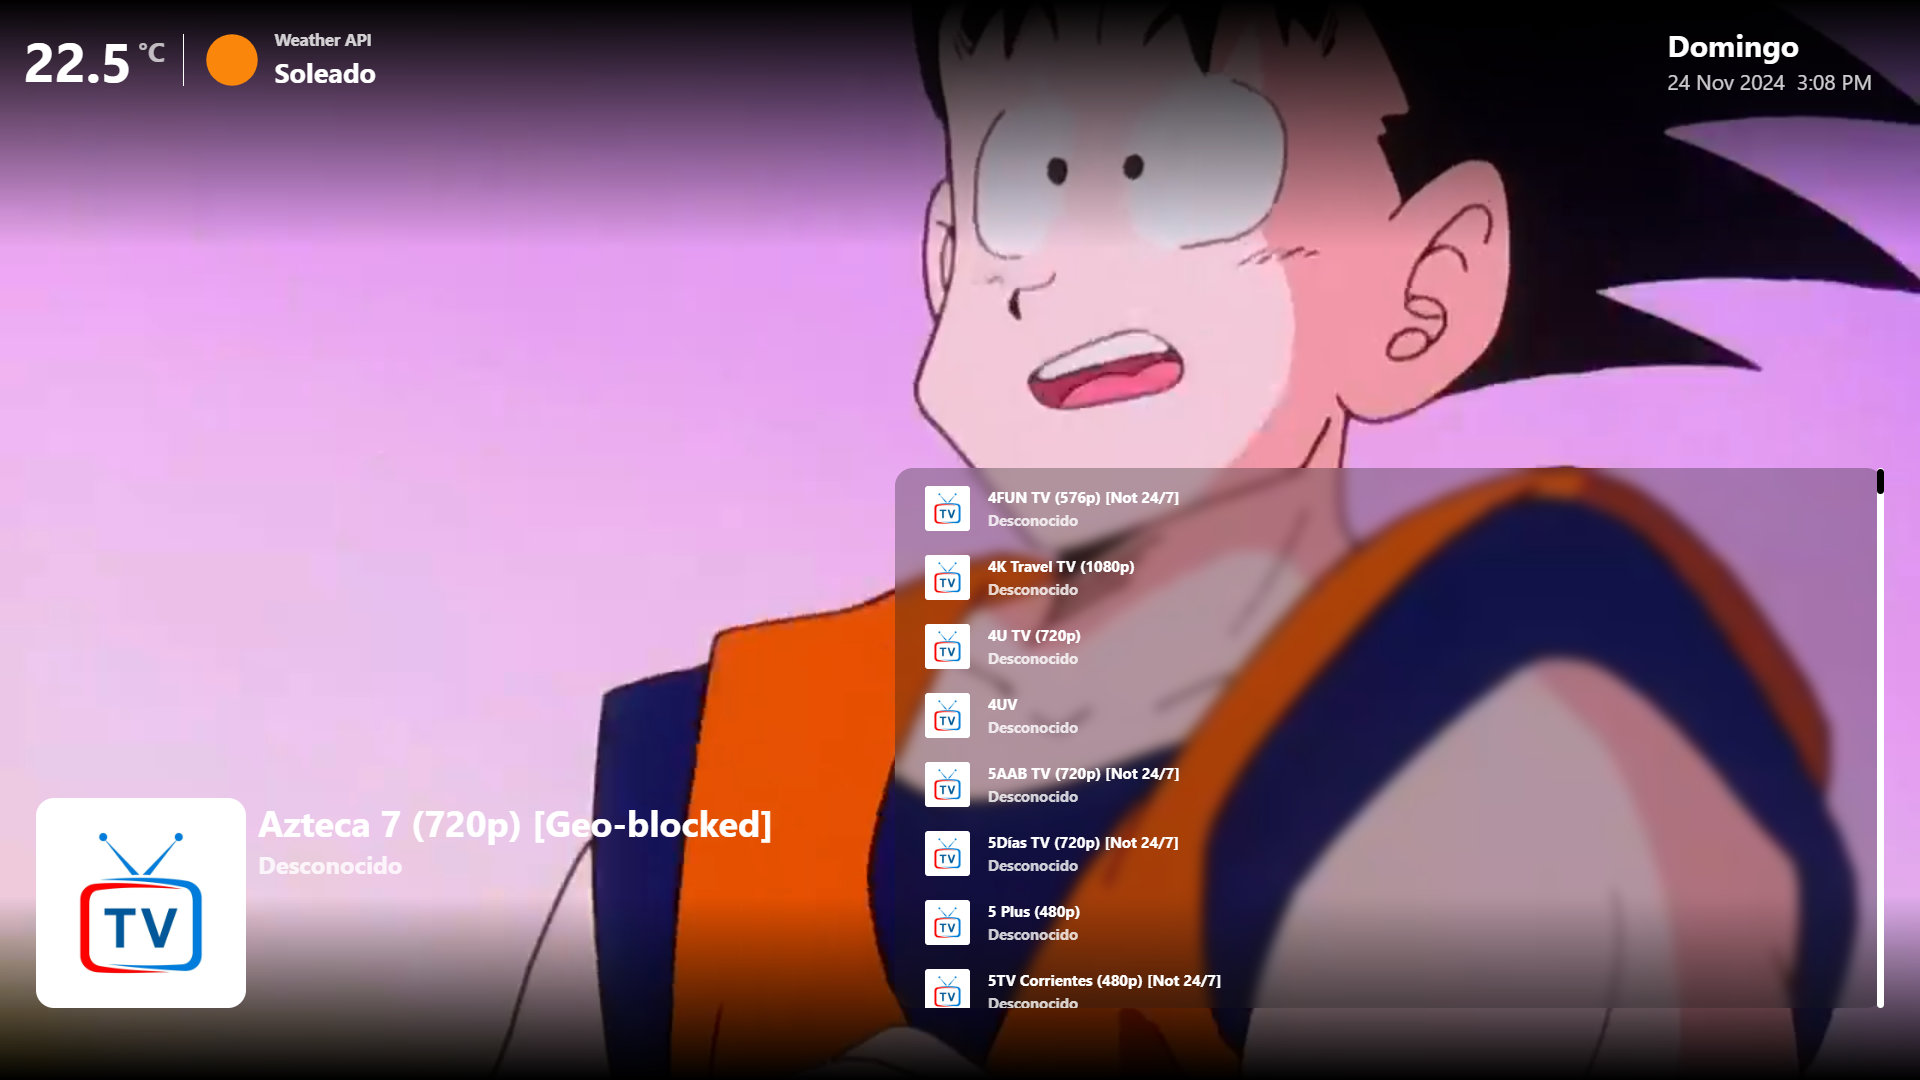 22.5 °C
Weather API
Soleado
Domingo
24 Nov 2024 3:08 PM
4FUN TV (576p) [Not 24/7]
Desconocido
TV
4K Travel TV (1080p)
Desconocido
TV
4U TV (720p)
Desconocido
TV
4UV
Desconocido
TV
5AAB TV (720p) [Not 24/7]
Desconocido
TV
5Días TV (720p) [Not 24/7]
Desconocido
TV
5 Plus (480p)
Desconocido
TV
5TV Corrientes (480p) [Not 24/7]
Desconocido
TV
Azteca 7 (720p) [Geo-blocked]
Desconocido
TV